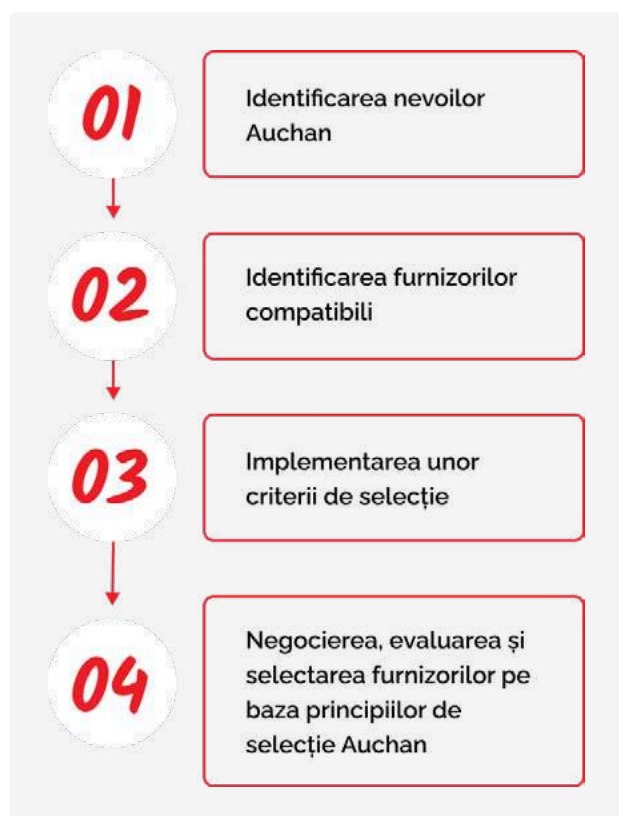 01
Identificarea nevoilor
Auchan
02
Identificarea furnizorilor
compatibili
03
Implementarea unor
criterii de selecție
04
Negocierea, evaluarea și
selectarea furnizorilor pe
baza principiilor de
selecție Auchan